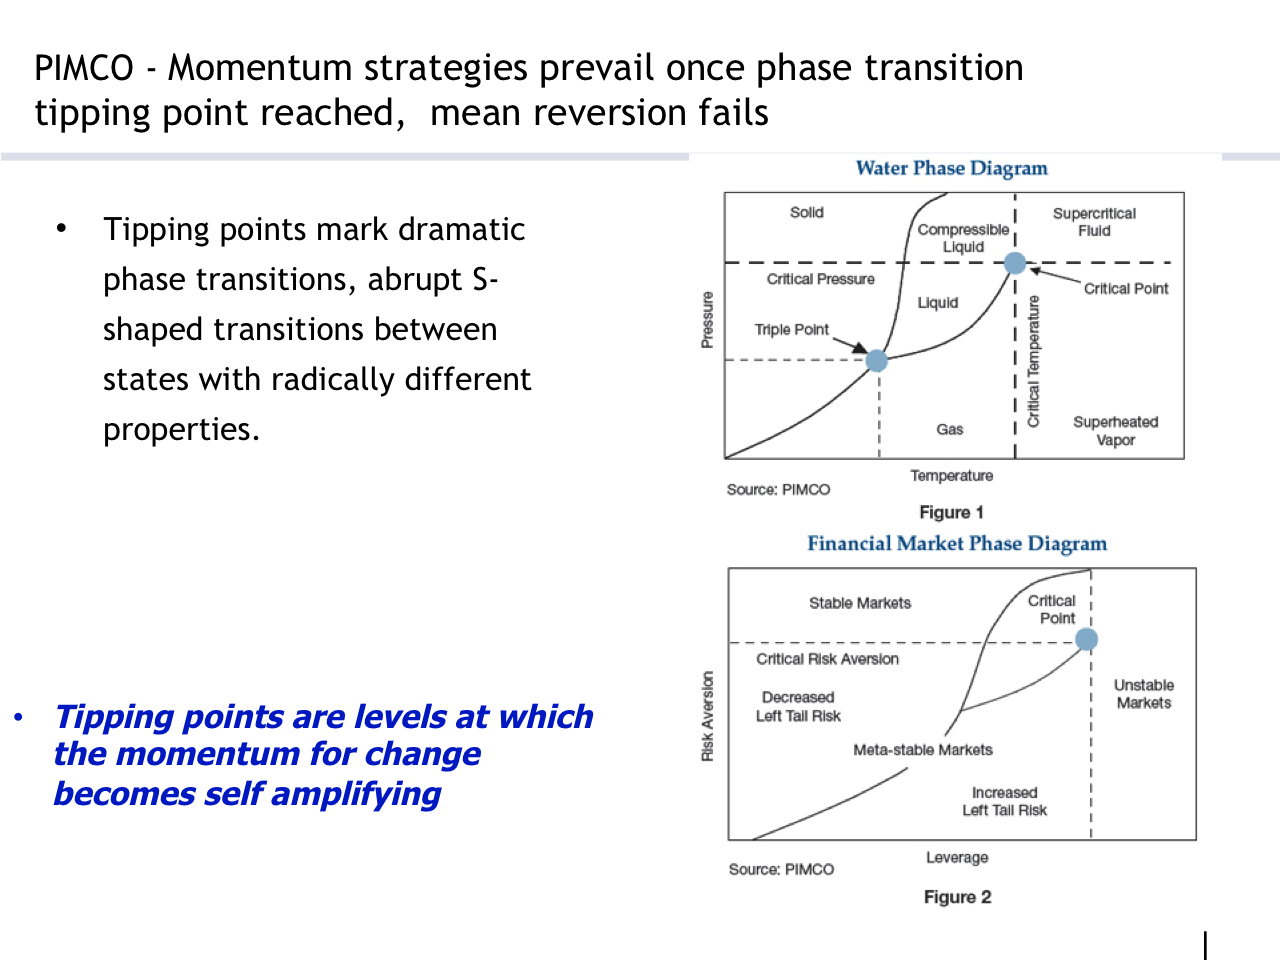 PIMCO - Momentum strategies prevail once phase transition
tipping point reached,  mean reversion fails
• Tipping points mark dramatic
phase transitions, abrupt S-
shaped transitions between
states with radically different
properties.
• Tipping points are levels at which
the momentum for change
becomes self amplifying
Water Phase Diagram
Solid
Compressible
Liquid
Supercritical
Fluid
Critical Pressure
Critical Point
Liquid
Triple Point
Pressure
Critical Temperature
Gas
Superheated
Vapor
Temperature
Source: PIMCO
Figure 1
Financial Market Phase Diagram
Stable Markets
Critical
Point
Critical Risk Aversion
Decreased
Left Tail Risk
Unstable
Markets
Risk Aversion
Meta-stable Markets
Increased
Left Tail Risk
Leverage
Source: PIMCO
Figure 2